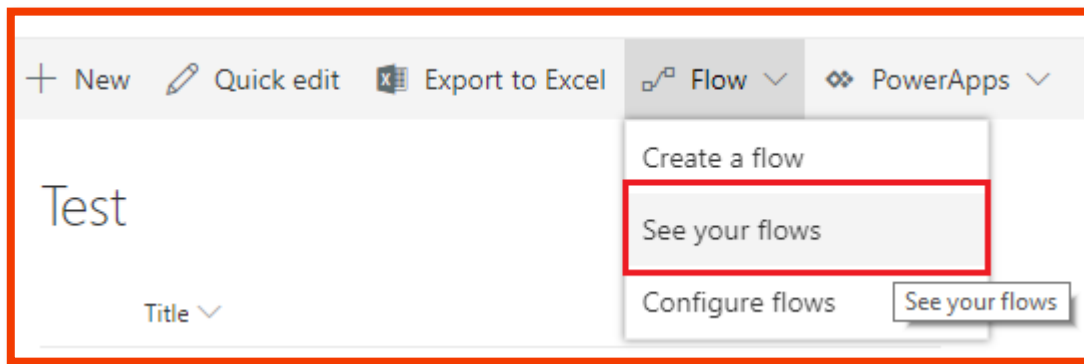 New Quick edit Export to Excel Flow PowerApps
Create a flow
Test
See your flows
Configure flows See your flows
Title